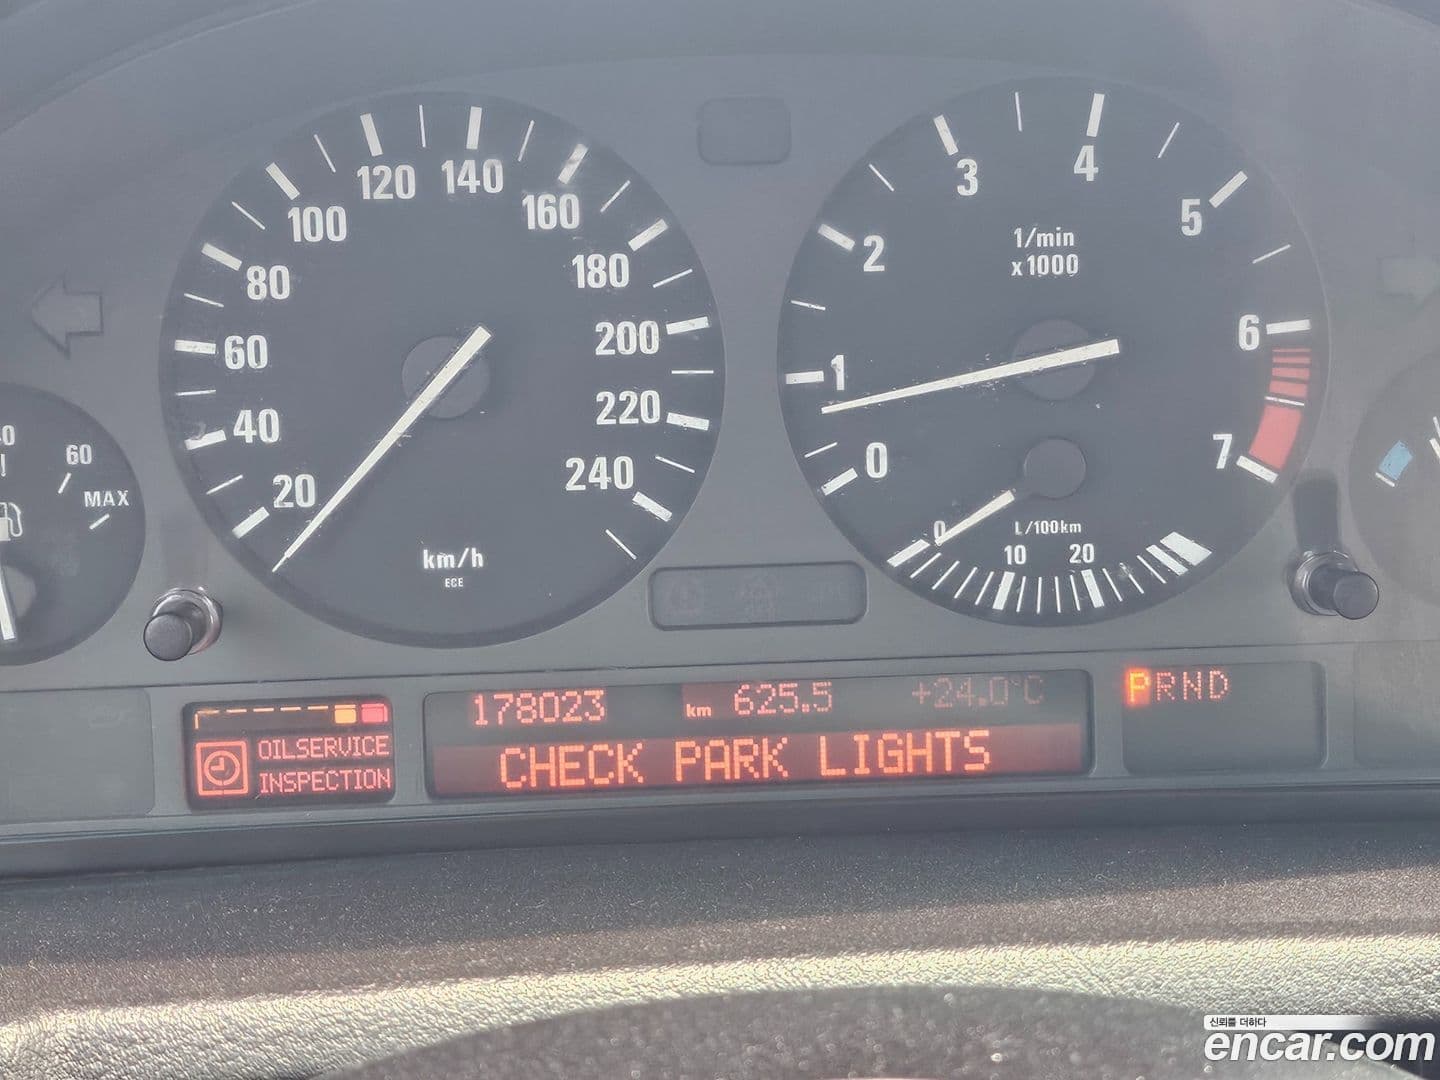 20
40
60
80
100
120
140
160
180
200
220
240
km/h
ECE
0
1
2
3
4
5
6
7
1/min
x1000
0
10
20
L/100km
60
MAX
OILSERVICE
INSPECTION
178023 km 625.5 +24.0°C
CHECK PARK LIGHTS
PRND
신뢰를 더하다
encar.com